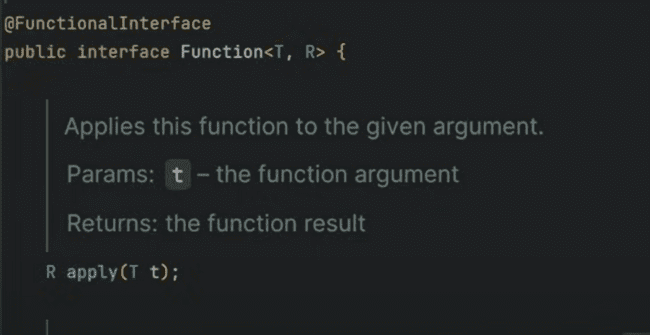 @FunctionalInterface
public interface Function<T, R> {
Applies this function to the given argument.
Params: t – the function argument
Returns: the function result
R apply(T t);